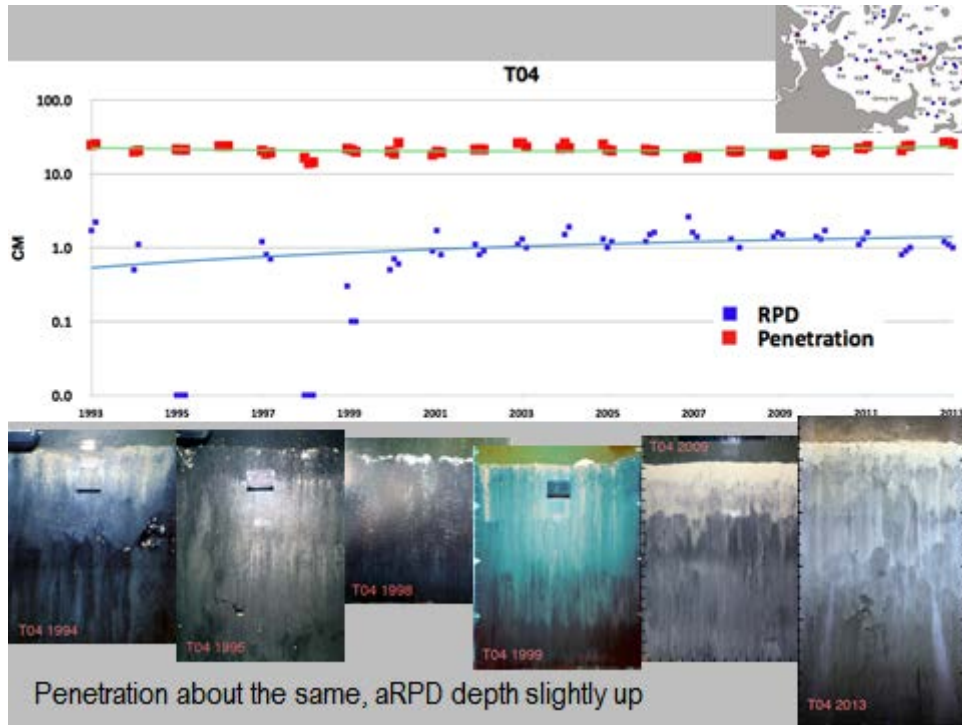 T04
100.0
10.0
1.0
0.1
0.0
CM
RPD
Penetration
1993 1995 1997 1999 2001 2003 2005 2007 2009 2011 2013
T04 1994
T04 1995
T04 1998
T04 1999
T04 2009
T04 2013
Penetration about the same, aRPD depth slightly up